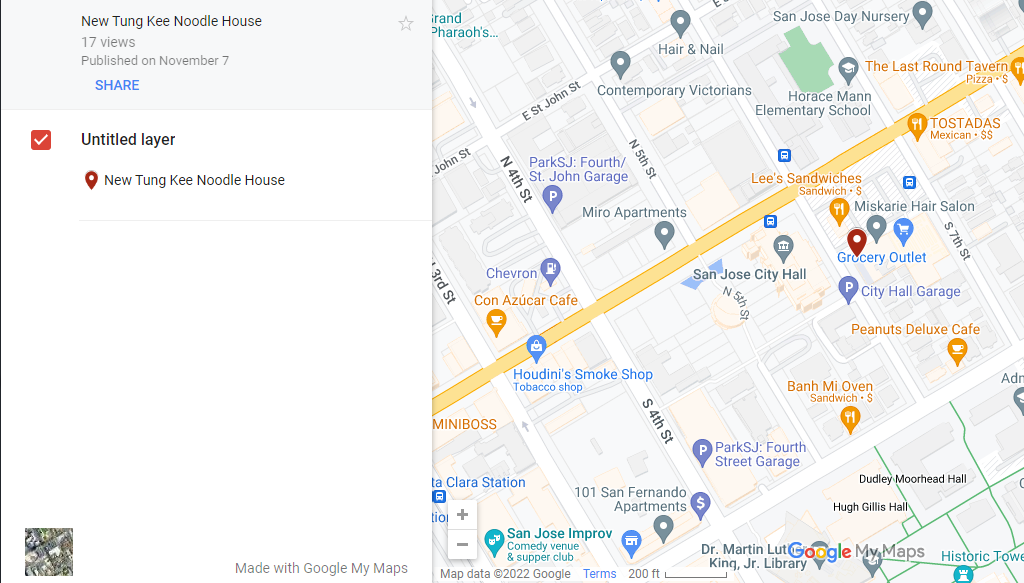 New Tung Kee Noodle House
17 views
Published on November 7
SHARE
Untitled layer
New Tung Kee Noodle House
Made with Google My Maps
Grand
Pharaoh's...
E St
San Jose Day Nursery
Hair & Nail
The Last Round Tavern
Pizza • $
Contemporary Victorians
Horace Mann
Elementary School
E St John St
TOSTADAS
Mexican • $$
John St
N 4th St
N 5th St
ParkSJ: Fourth/
St. John Garage
Lee's Sandwiches
Sandwich • $
Miro Apartments
Miskarie Hair Salon
S 7th St
Grocery Outlet
N 3rd St
Chevron
San Jose City Hall
N 5th St
City Hall Garage
Con Azúcar Cafe
Peanuts Deluxe Cafe
Houdini's Smoke Shop
Tobacco shop
Banh Mi Oven
Sandwich • $
Adm
MINIBOSS
S 4th St
ParkSJ: Fourth
Street Garage
ta Clara Station
Dudley Moorhead Hall
101 San Fernando
Apartments
Hugh Gillis Hall
tion
San Jose Improv
Comedy venue
& supper club
Dr. Martin Luth
King, Jr. Library
Google My Maps
Historic Towe
Map data ©2022 Google Terms 200 ft